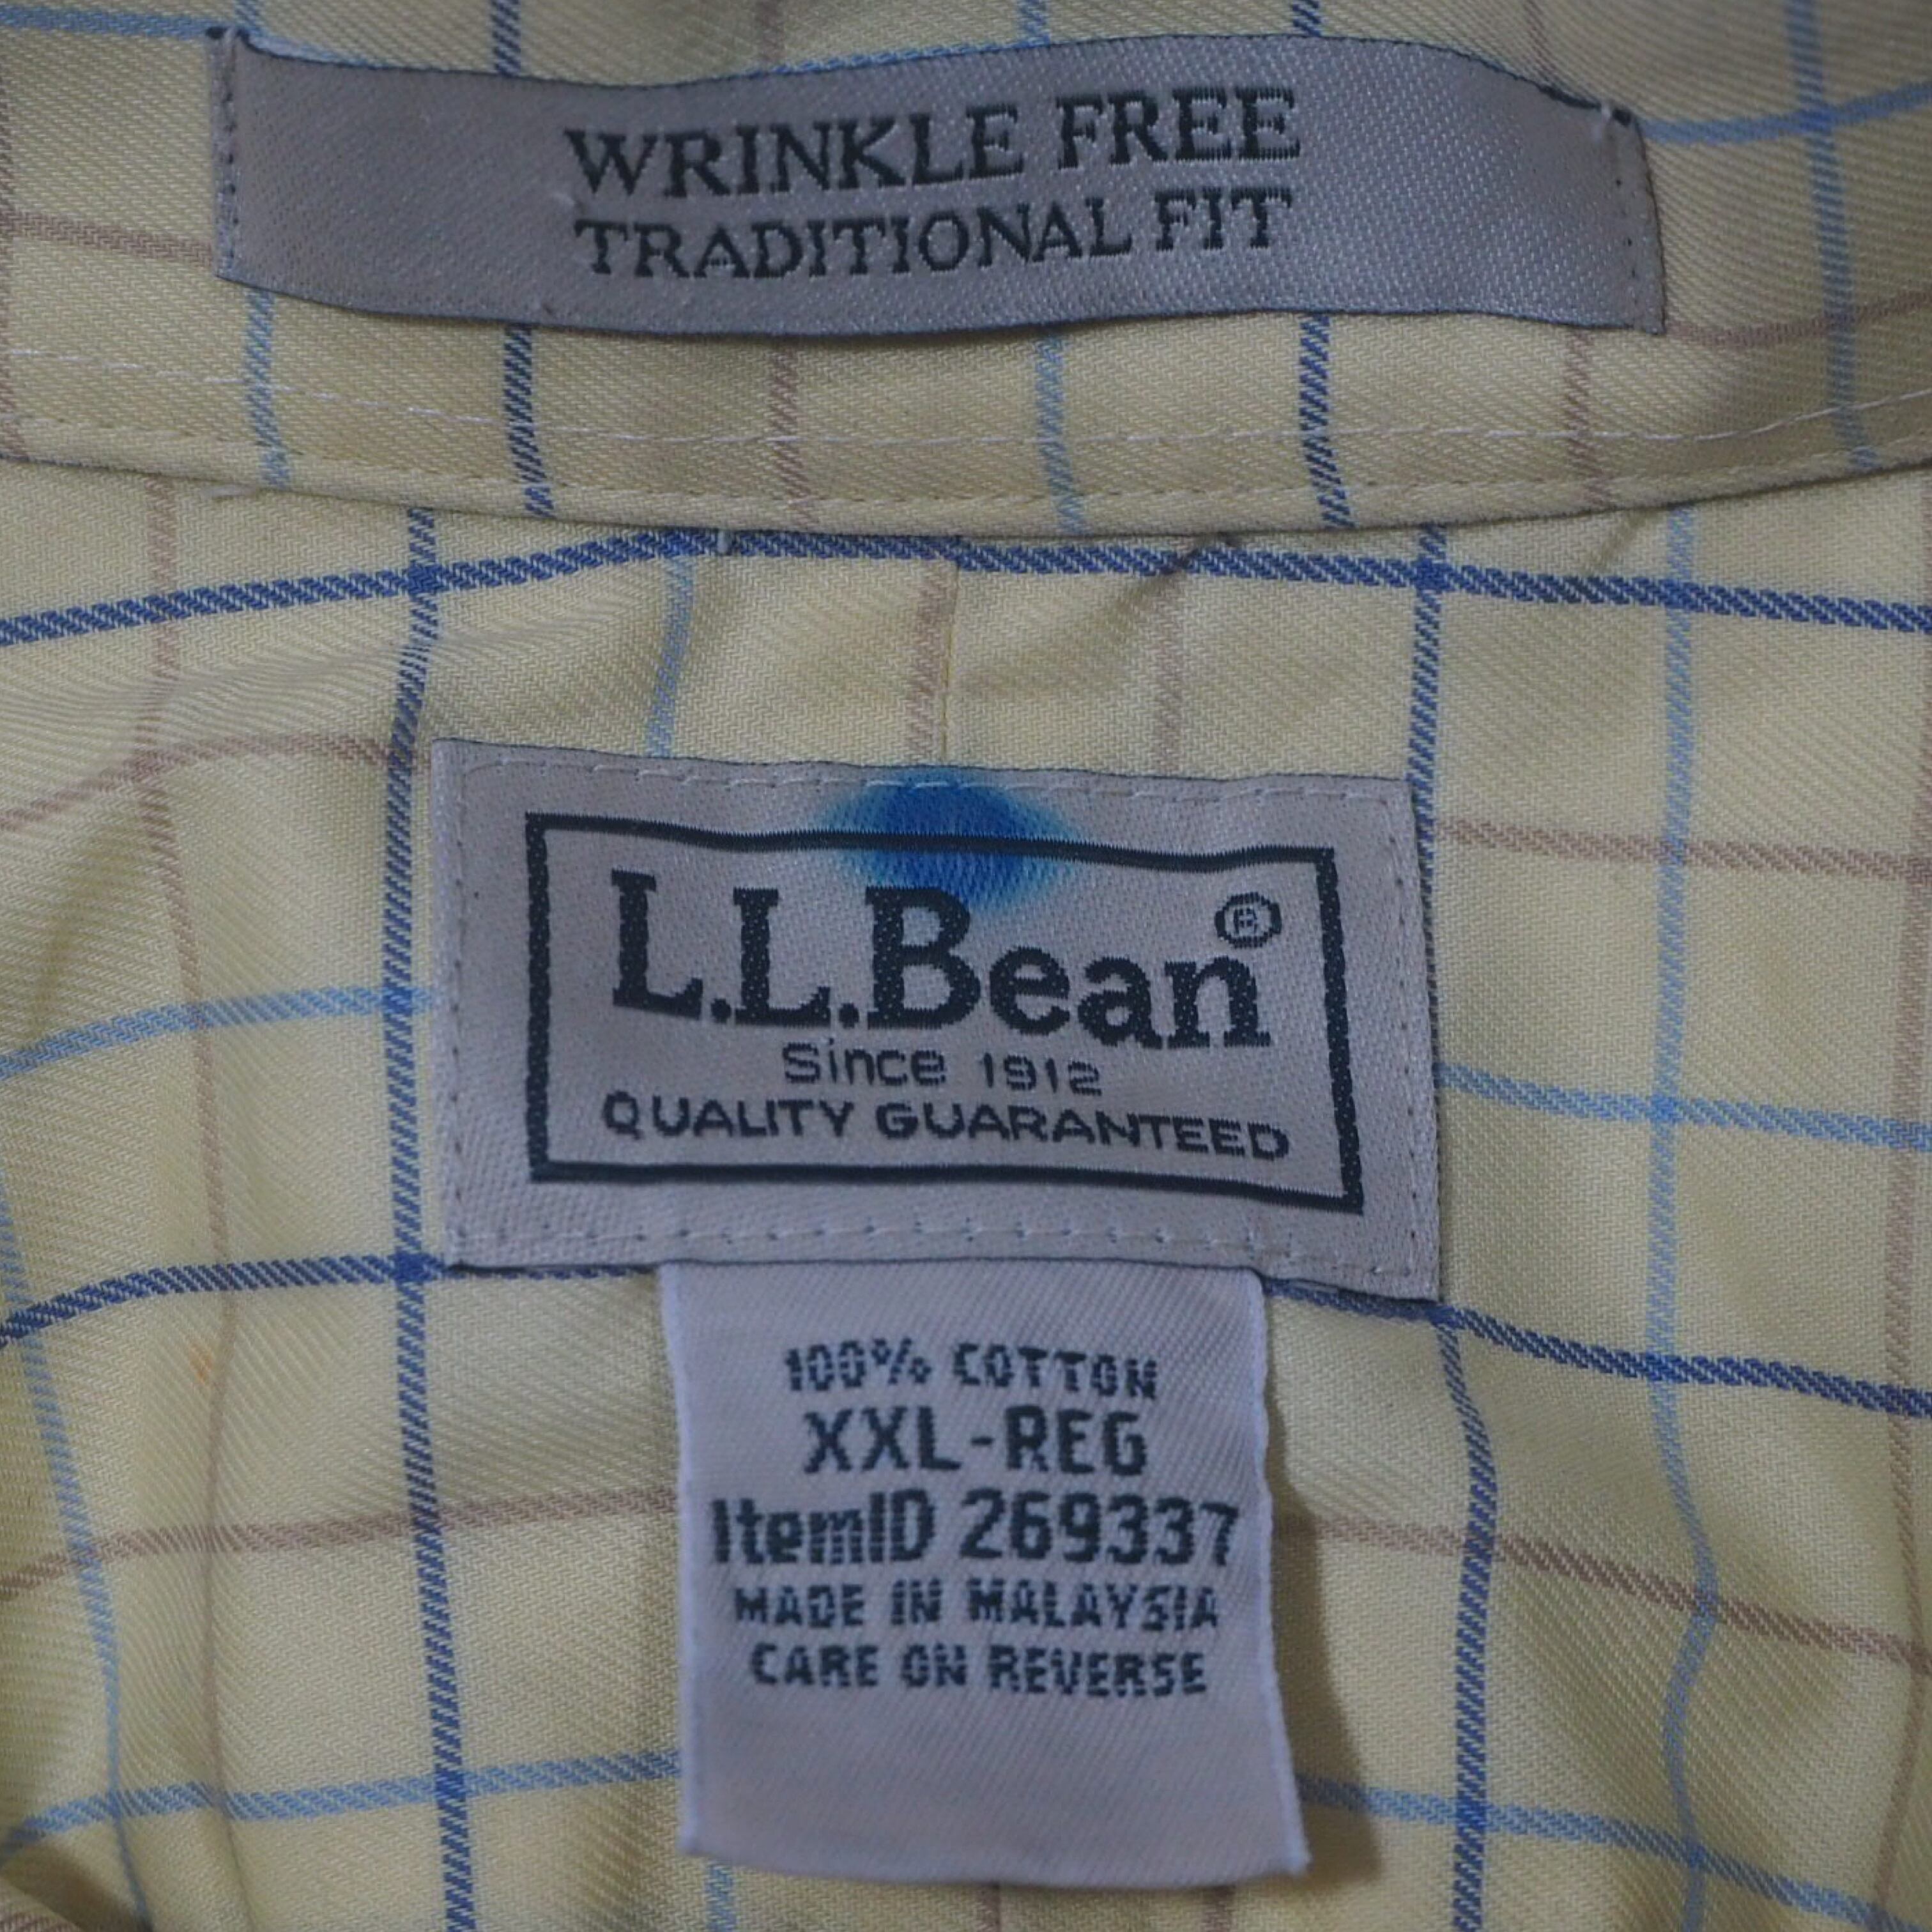 WRINKLE FREE
TRADITIONAL FIT
L.L.Bean®
Since 1912
QUALITY GUARANTEED
100% COTTON
XXL-REG
ItemID 269337
MADE IN MALAYSIA
CARE ON REVERSE